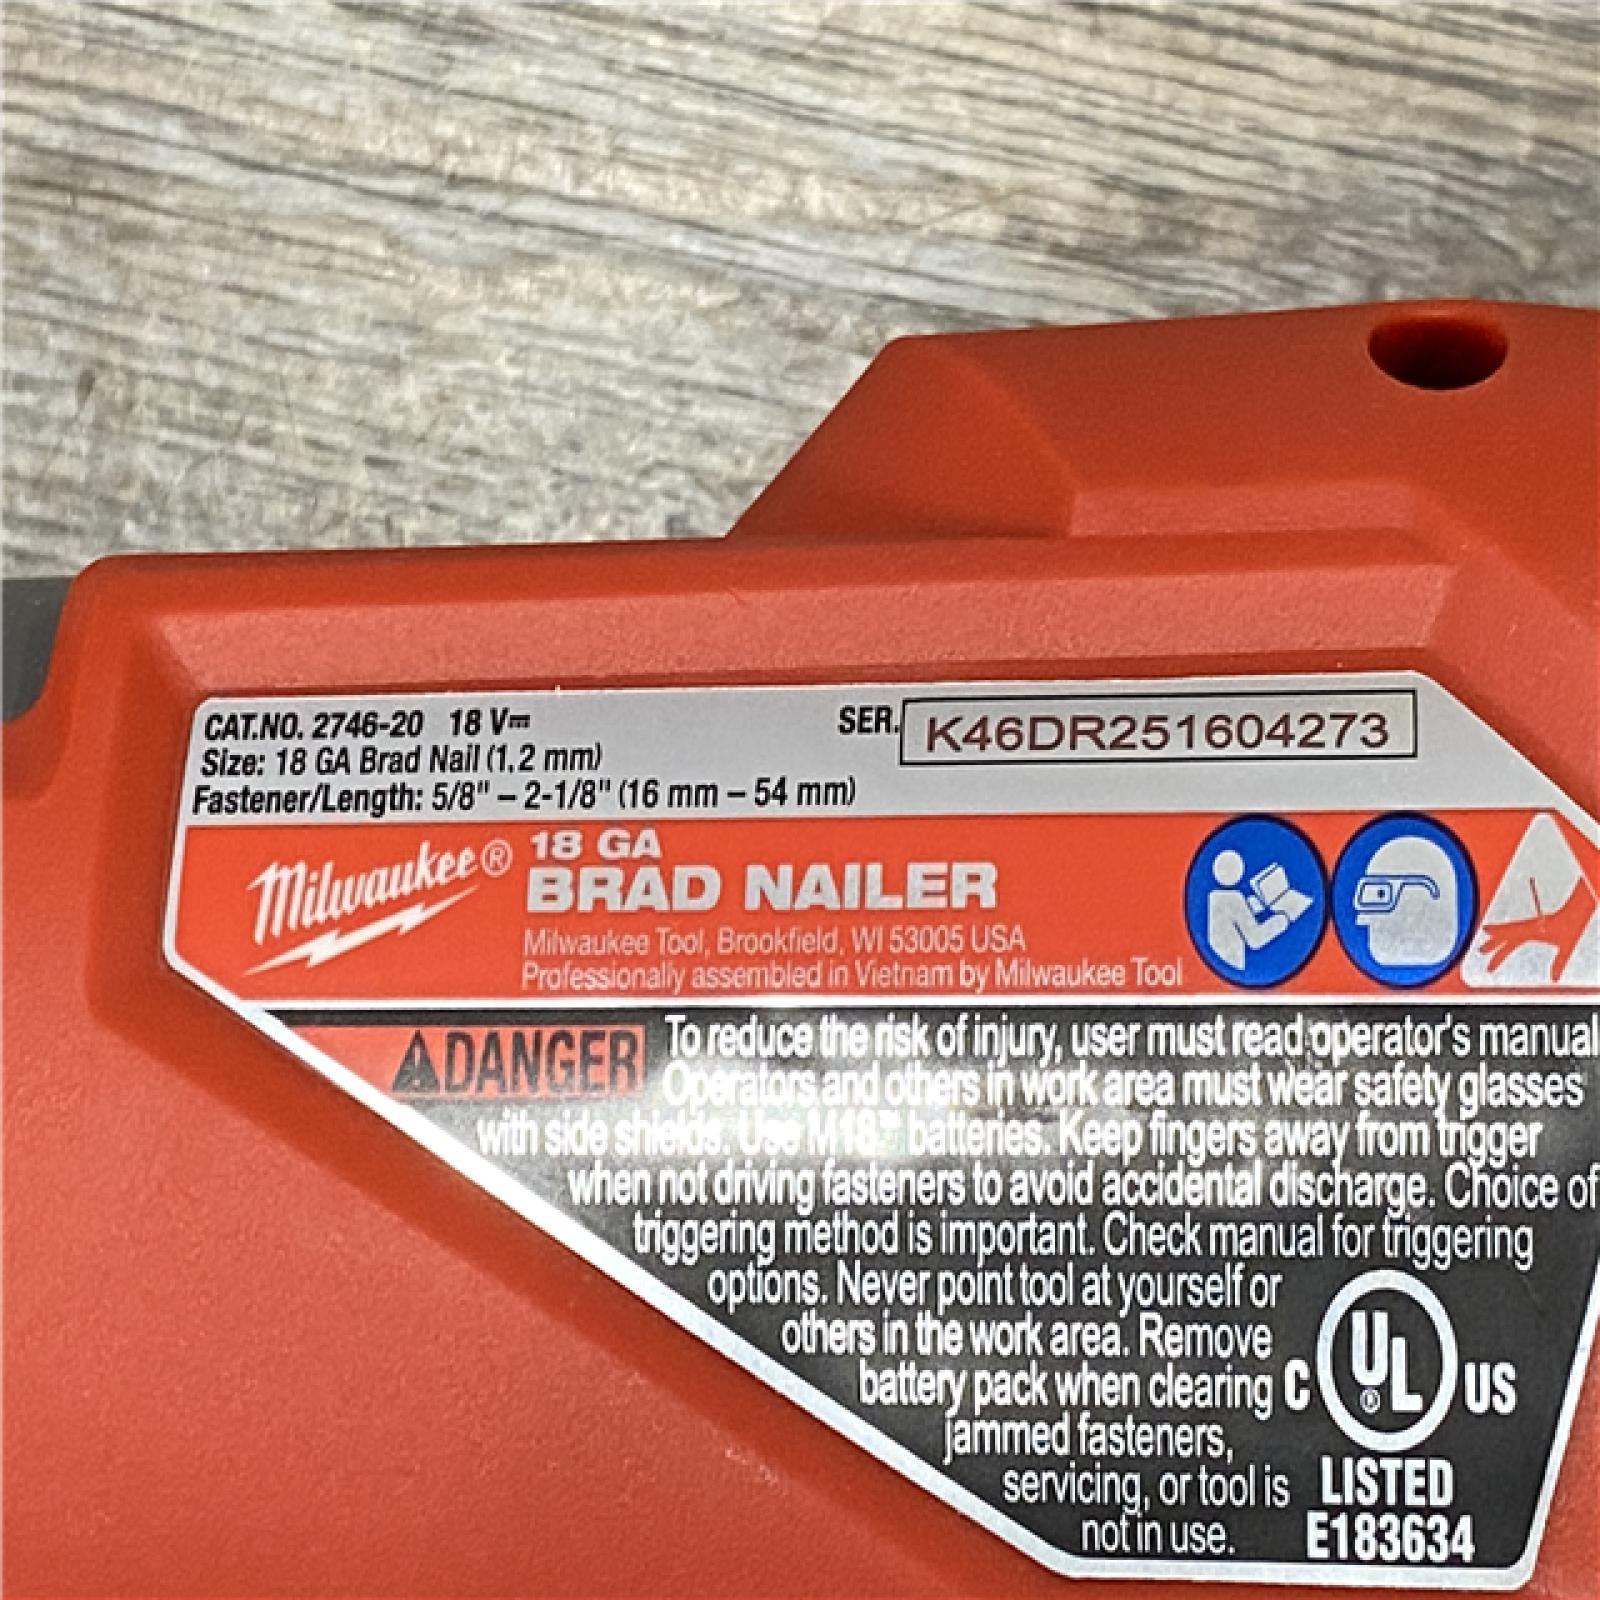 CAT.NO. 2746-20 18 V⎓
SER. K46DR251604273
Size: 18 GA Brad Nail (1.2 mm)
Fastener/Length: 5/8" – 2-1/8" (16 mm – 54 mm)
Milwaukee®
18 GA
BRAD NAILER
Milwaukee Tool, Brookfield, WI 53005 USA
Professionally assembled in Vietnam by Milwaukee Tool
⚠DANGER To reduce the risk of injury, user must read operator's manual
Operators and others in work area must wear safety glasses
with side shields. Use M18™ batteries. Keep fingers away from trigger
when not driving fasteners to avoid accidental discharge. Choice of
triggering method is important. Check manual for triggering
options. Never point tool at yourself or
others in the work area. Remove
battery pack when clearing
jammed fasteners,
servicing, or tool is
not in use.
C UL® US
LISTED
E183634